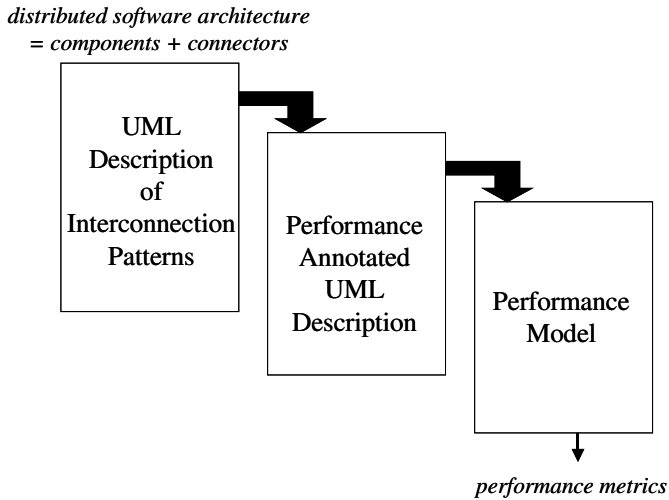 distributed software architecture
= components + connectors
UML
Description
of
Interconnection
Patterns
Performance
Annotated
UML
Description
Performance
Model
performance metrics